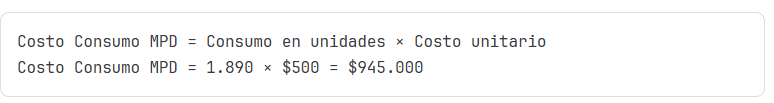 Costo Consumo MPD = Consumo en unidades × Costo unitario
Costo Consumo MPD = 1.890 × $500 = $945.000